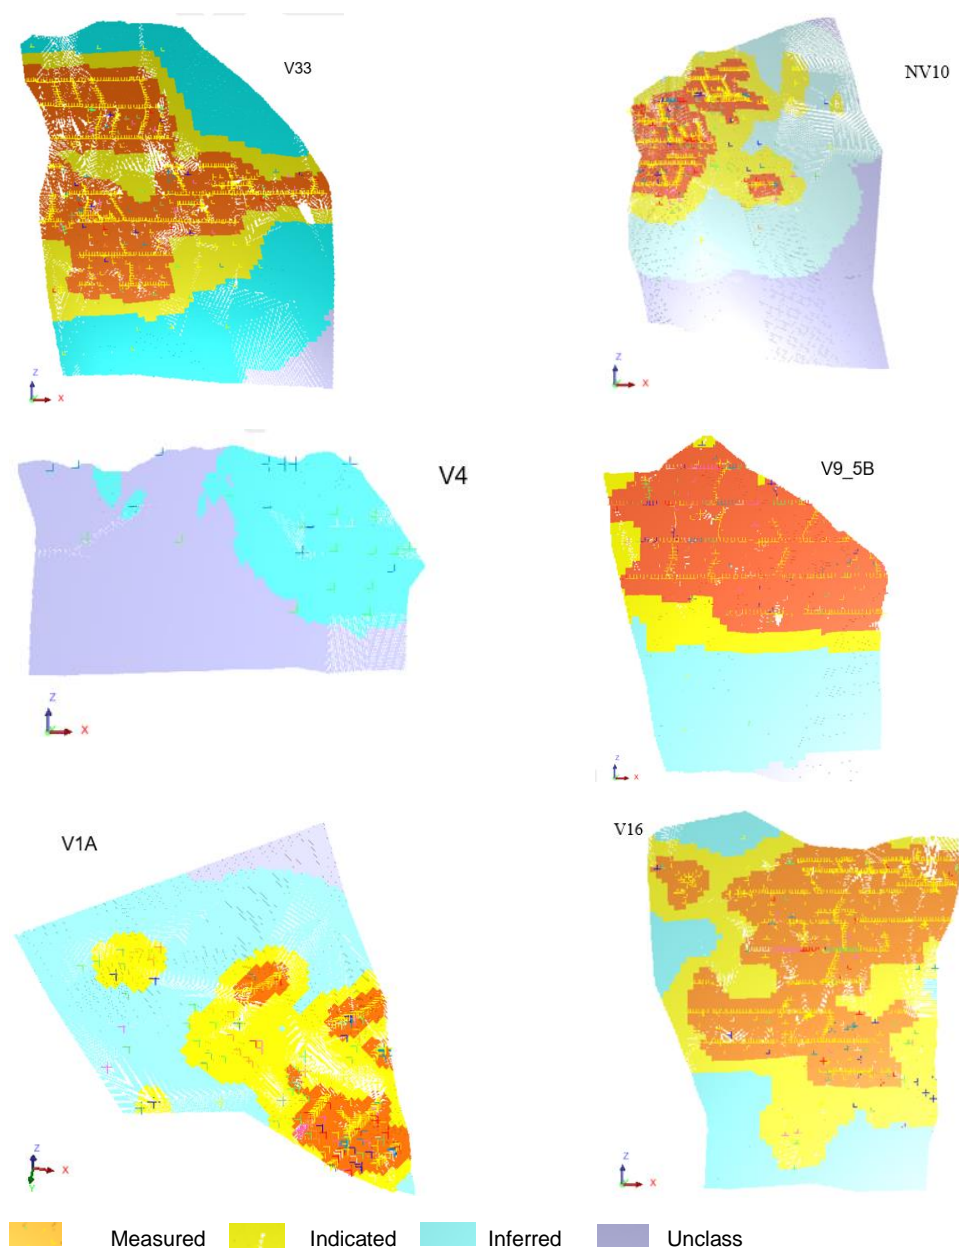 V33
NV10
Z
X
Z
X
V4
V9_5B
Z
X
Z
X
V1A
V16
Z
X
Y
Z
X
Measured Indicated Inferred Unclass